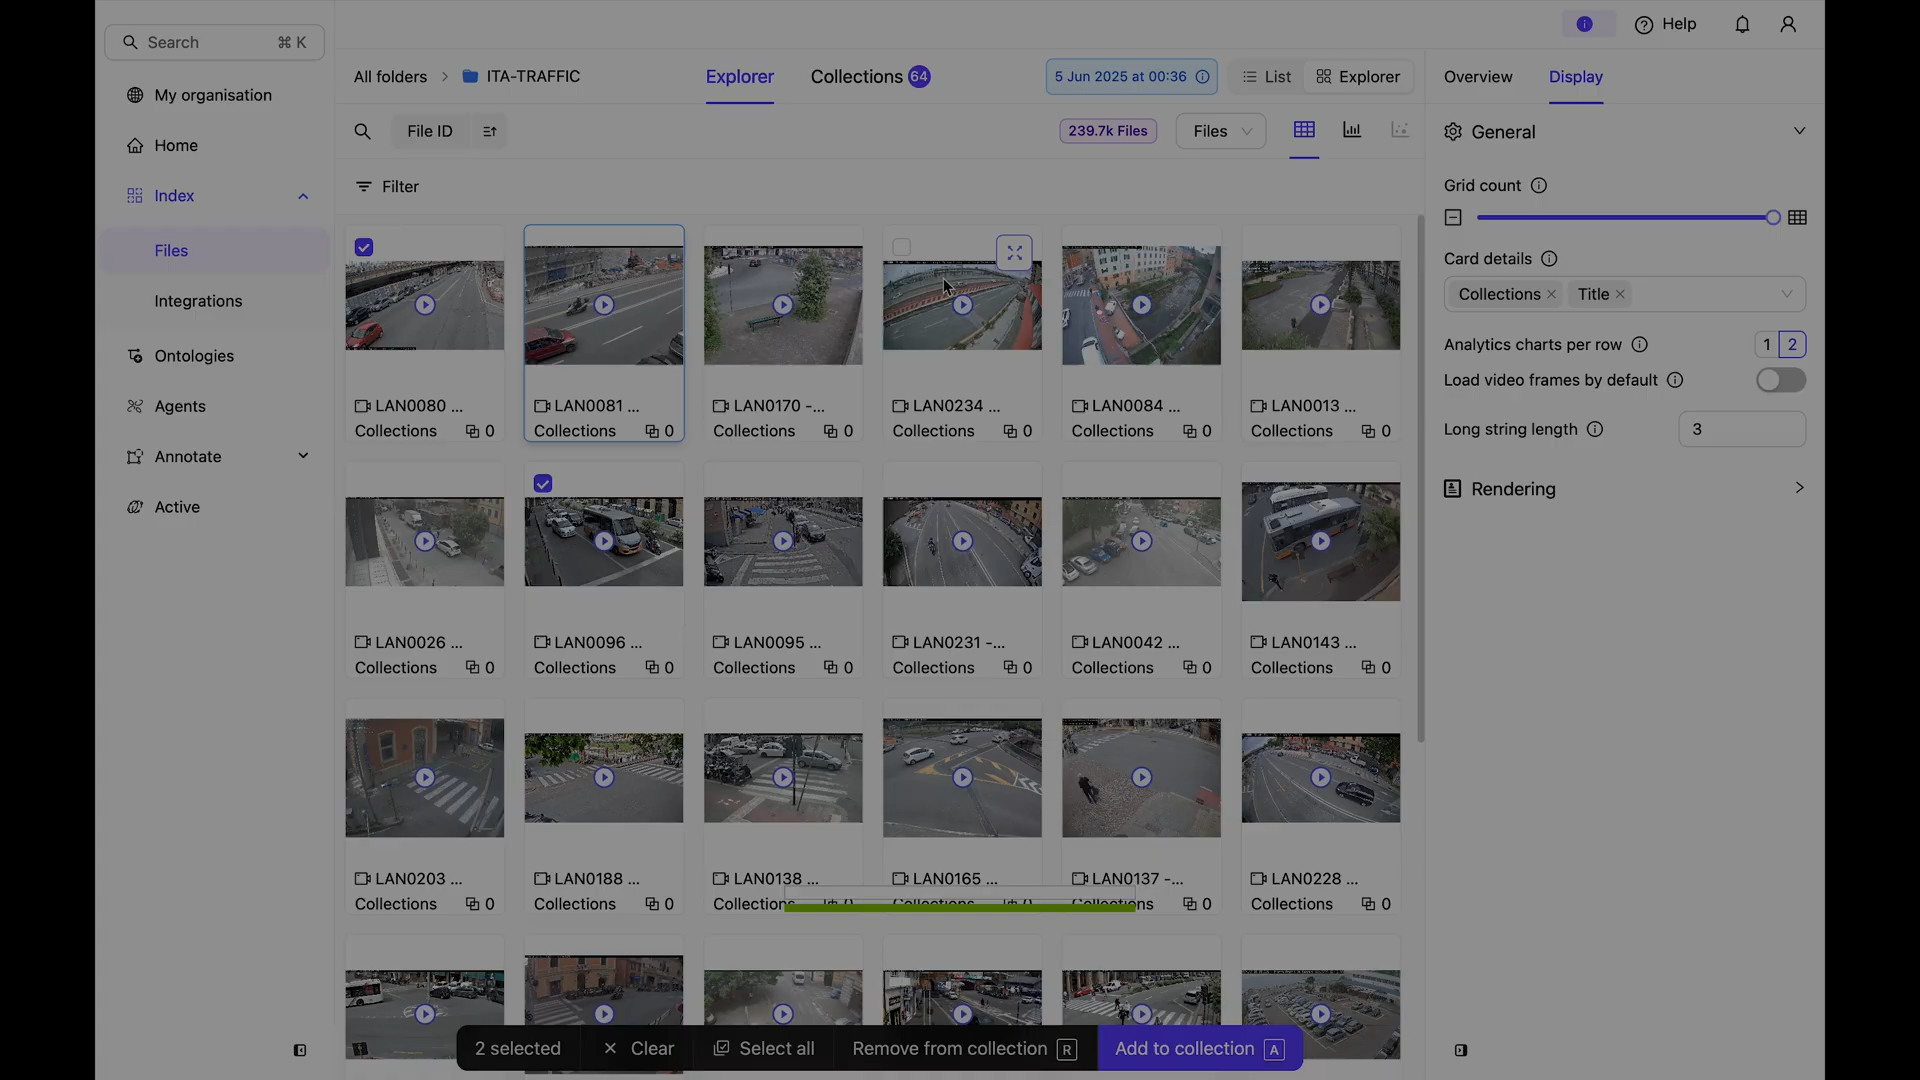 Search ⌘ K
My organisation
Home
Index
Files
Integrations
Ontologies
Agents
Annotate
Active
Help
All folders > ITA-TRAFFIC
Explorer
Collections 64
5 Jun 2025 at 00:36
List
Explorer
Overview
Display
File ID
239.7k Files
Files
Filter
General
Grid count
Card details
Collections
Title
Analytics charts per row
1 2
Load video frames by default
Long string length
3
Rendering
LAN0080 ...
LAN0081 ...
LAN0170 -...
LAN0234 ...
LAN0084 ...
LAN0013 ...
Collections 0
Collections 0
Collections 0
Collections 0
Collections 0
Collections 0
LAN0026 ...
LAN0096 ...
LAN0095 ...
LAN0231 -...
LAN0042 ...
LAN0143 ...
Collections 0
Collections 0
Collections 0
Collections 0
Collections 0
Collections 0
LAN0203 ...
LAN0188 ...
LAN0138 ...
LAN0165 ...
LAN0137 -...
LAN0228 ...
Collections 0
Collections 0
Collections 0
Collections 0
Collections 0
Collections 0
2 selected
Clear
Select all
Remove from collection R
Add to collection A